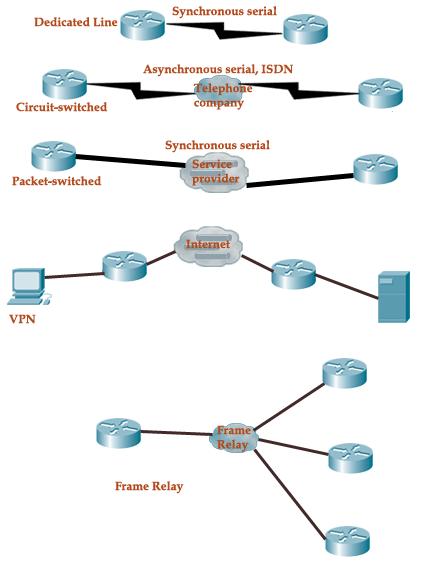 Synchronous serial
Dedicated Line
Asynchronous serial, ISDN
Telephone
company
Circuit-switched
Synchronous serial
Service
provider
Packet-switched
Internet
VPN
Frame
Relay
Frame Relay